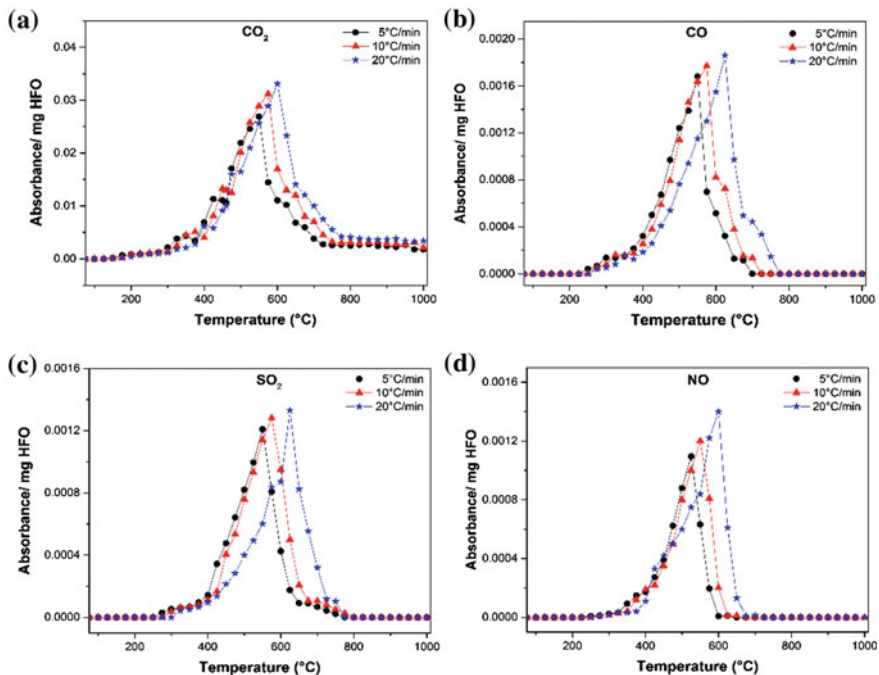 (a)
CO₂
5°C/min
10°C/min
20°C/min
Absorbance/ mg HFO
0.04
0.03
0.02
0.01
0.00
200 400 600 800 1000
Temperature (°C)
(b)
CO
5°C/min
10°C/min
20°C/min
Absorbance/ mg HFO
0.0020
0.0016
0.0012
0.0008
0.0004
0.0000
200 400 600 800 1000
Temperature (°C)
(c)
SO₂
5°C/min
10°C/min
20°C/min
Absorbance/ mg HFO
0.0016
0.0012
0.0008
0.0004
0.0000
200 400 600 800 1000
Temperature (°C)
(d)
NO
5°C/min
10°C/min
20°C/min
Absorbance/ mg HFO
0.0016
0.0012
0.0008
0.0004
0.0000
200 400 600 800 1000
Temperature (°C)